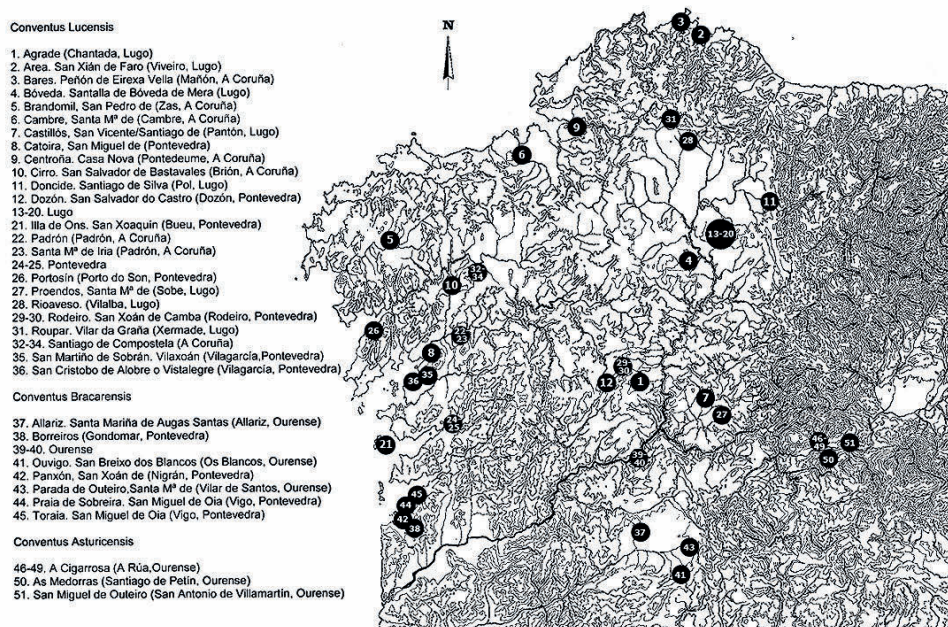 Conventus Lucensis
1. Agrade (Chantada, Lugo)
2. Area. San Xián de Faro (Viveiro, Lugo)
3. Bares. Peñón de Eirexa Vella (Mañón, A Coruña)
4. Bóveda. Santalla de Bóveda de Mera (Lugo)
5. Brandomil, San Pedro de (Zas, A Coruña)
6. Cambre, Santa Mª de (Cambre, A Coruña)
7. Castillós, San Vicente/Santiago de (Pantón, Lugo)
8. Catoira, San Miguel de (Pontevedra)
9. Centroña. Casa Nova (Pontedeume, A Coruña)
10. Cirro. San Salvador de Bastavales (Brión, A Coruña)
11. Doncide. Santiago de Silva (Pol, Lugo)
12. Dozón. San Salvador do Castro (Dozón, Pontevedra)
13-20. Lugo
21. Illa de Ons. San Xoaquin (Bueu, Pontevedra)
22. Padrón (Padrón, A Coruña)
23. Santa Mª de Iria (Padrón, A Coruña)
24-25. Pontevedra
26. Portosín (Porto do Son, Pontevedra)
27. Proendos, Santa Mª de (Sobe, Lugo)
28. Rioaveso. (Vilalba, Lugo)
29-30. Rodeiro. San Xoán de Camba (Rodeiro, Pontevedra)
31. Roupar. Vilar da Graña (Xermade, Lugo)
32-34. Santiago de Compostela (A Coruña)
35. San Martiño de Sobrán. Vilaxoán (Vilagarcía,Pontevedra)
36. San Cristobo de Alobre o Vistalegre (Vilagarcía, Pontevedra)
Conventus Bracarensis
37. Allariz. Santa Mariña de Augas Santas (Allariz, Ourense)
38. Borreiros (Gondomar, Pontevedra)
39-40. Ourense
41. Ouvigo. San Breixo dos Blancos (Os Blancos, Ourense)
42. Panxón, San Xoán de (Nigrán, Pontevedra)
43. Parada de Outeiro,Santa Mª de (Vilar de Santos, Ourense)
44. Praia de Sobreira. San Miguel de Oia (Vigo, Pontevedra)
45. Toraia. San Miguel de Oia (Vigo, Pontevedra)
Conventus Asturicensis
46-49. A Cigarrosa (A Rúa,Ourense)
50. As Medorras (Santiago de Petín, Ourense)
51. San Miguel de Outeiro (San Antonio de Villamartín, Ourense)
N
3
2
31
9
28
6
11
13-20
5
4
32
34
10
26
22
23
8
29
30
35
36
12
1
7
27
24
25
21
46-
49
51
50
39
40
45
44
42
38
37
43
41